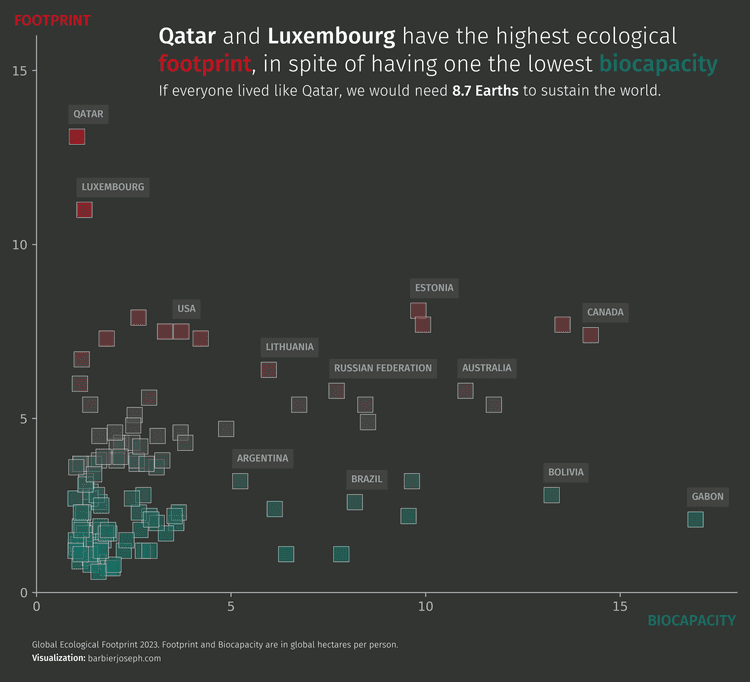 FOOTPRINT
Qatar and Luxembourg have the highest ecological
footprint, in spite of having one the lowest biocapacity
If everyone lived like Qatar, we would need 8.7 Earths to sustain the world.
15
QATAR
LUXEMBOURG
10
ESTONIA
USA
CANADA
LITHUANIA
RUSSIAN FEDERATION
AUSTRALIA
5
ARGENTINA
BRAZIL
BOLIVIA
GABON
0
0
5
10
15
BIOCAPACITY
Global Ecological Footprint 2023. Footprint and Biocapacity are in global hectares per person.
Visualization: barbierjoseph.com